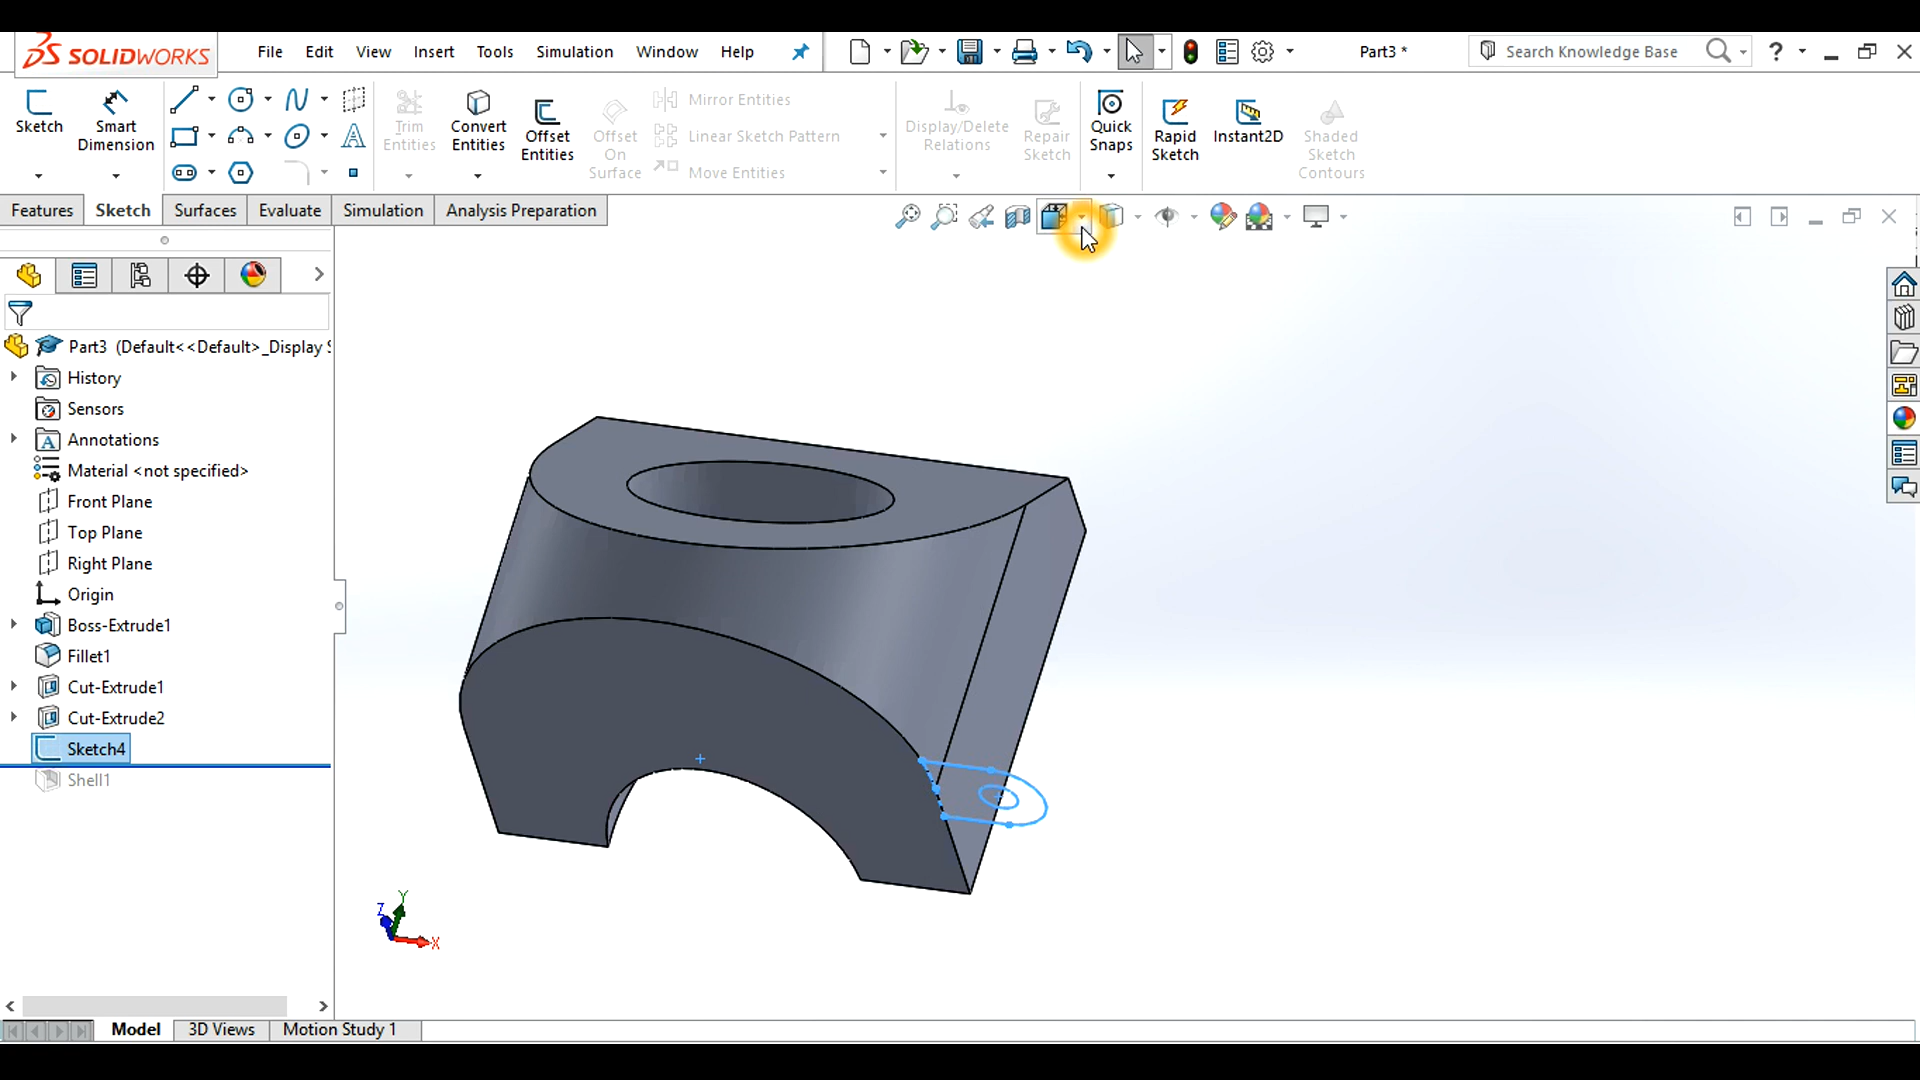 SOLIDWORKS File Edit View Insert Tools Simulation Window Help Part3 * Search Knowledge Base ?
Sketch Smart Dimension Trim Entities Convert Entities Offset Entities Offset On Surface Mirror Entities Linear Sketch Pattern Move Entities Display/Delete Relations Repair Sketch Quick Snaps Rapid Sketch Instant2D Shaded Sketch Contours
Features Sketch Surfaces Evaluate Simulation Analysis Preparation
Part3 (Default<<Default>_Display S
History
Sensors
Annotations
Material <not specified>
Front Plane
Top Plane
Right Plane
Origin
Boss-Extrude1
Fillet1
Cut-Extrude1
Cut-Extrude2
Sketch4
Shell1
Y
Z
X
Model 3D Views Motion Study 1